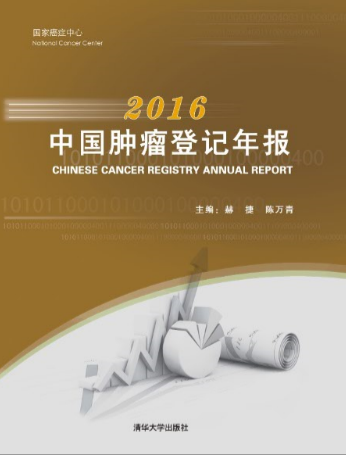 国家癌症中心
National Cancer Center
2016
中国肿瘤登记年报
CHINESE CANCER REGISTRY ANNUAL REPORT
主编：赫 捷 陈万青
清华大学出版社